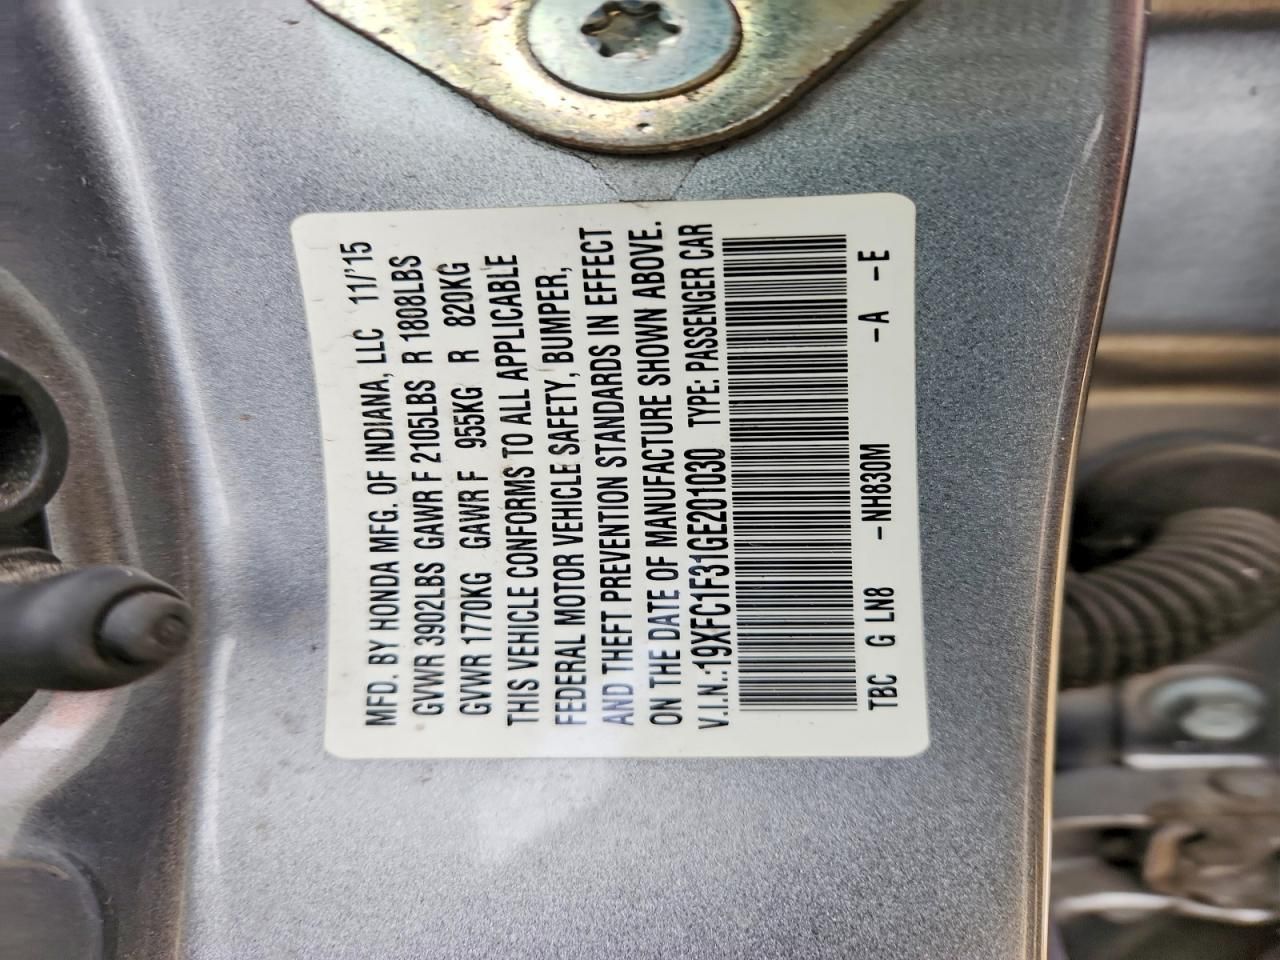 MFD. BY HONDA MFG. OF INDIANA, LLC 11/'15
GVWR 3902LBS GAWR F 2105LBS R 1808LBS
GVWR 1770KG GAWR F 955KG R 820KG
THIS VEHICLE CONFORMS TO ALL APPLICABLE
FEDERAL MOTOR VEHICLE SAFETY, BUMPER,
AND THEFT PREVENTION STANDARDS IN EFFECT
ON THE DATE OF MANUFACTURE SHOWN ABOVE.
V.I.N.:19XFC1F31GE201030 TYPE: PASSENGER CAR
TBC G LN8 -NH830M -A -E